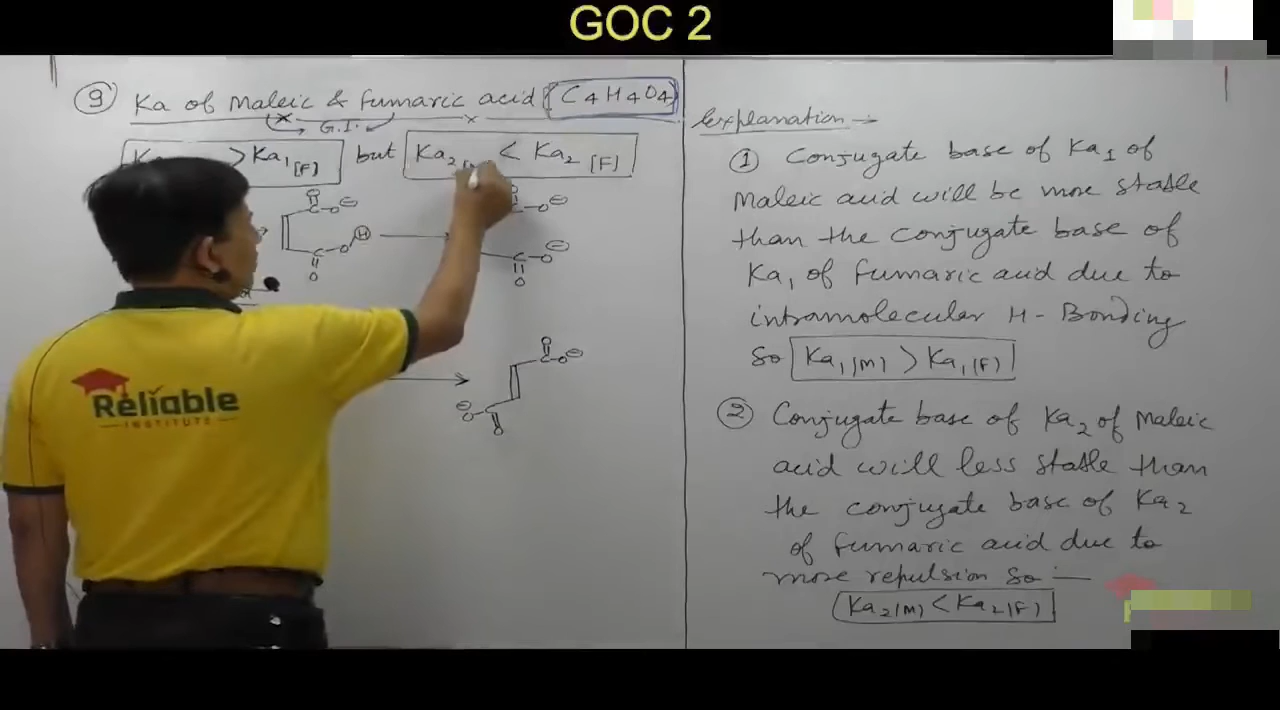 GOC 2
9 Ka of Maleic & fumaric acid [C4H4O4]
G.I.
> Ka1 [F] but Ka2 < Ka2 [F]
O
C-O⊖
O
C-O-H
O
C-O⊖
C-O⊖
O
O
C-O⊖
⊖O C
O
Reliable
INSTITUTE
Explanation →
1 Conjugate base of Ka1 of
Maleic acid will be more stable
than the conjugate base of
Ka1 of fumaric acid due to
intramolecular H-Bonding
so Ka1(M) > Ka1(F)
2 Conjugate base of Ka2 of Maleic
acid will less stable than
the conjugate base of Ka2
of fumaric acid due to
more repulsion so :—
Ka2(M) < Ka2(F)